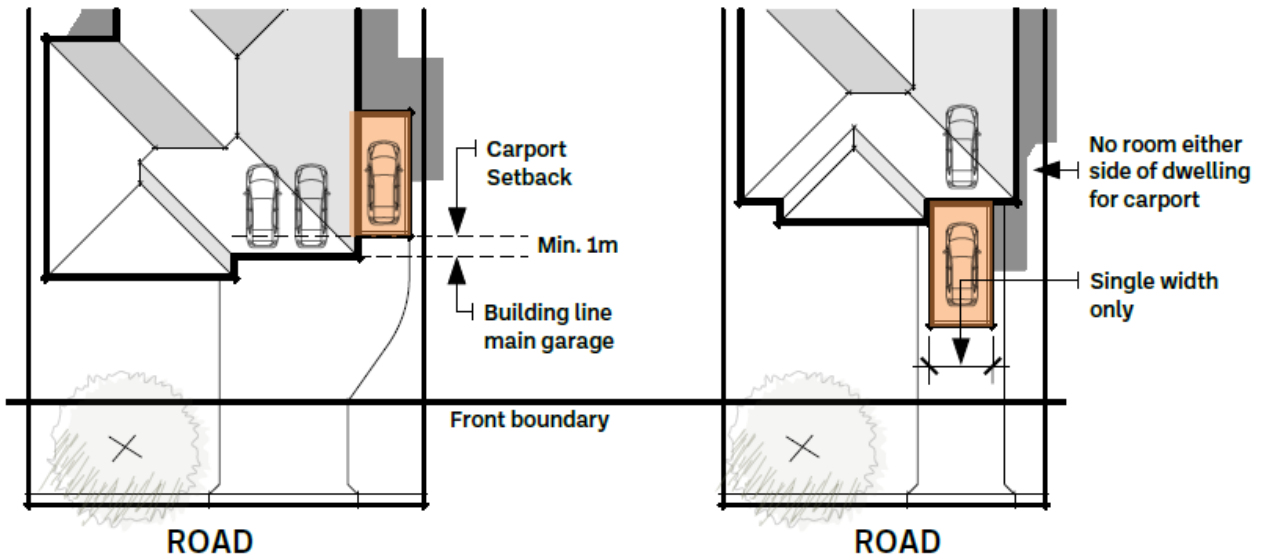 Carport
Setback
Min. 1m
Building line
main garage
Front boundary
ROAD
No room either
side of dwelling
for carport
Single width
only
ROAD